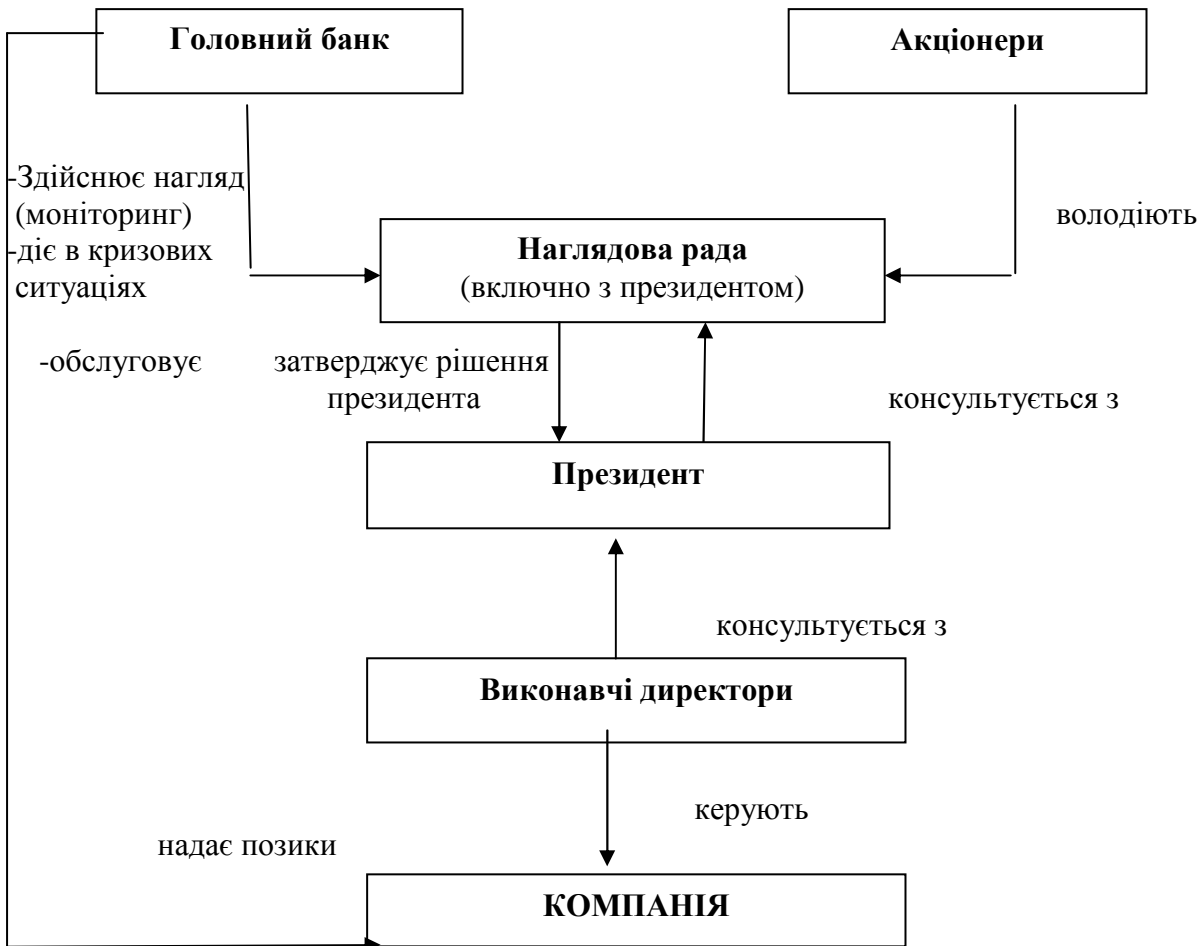 Головний банк
Акціонери
-Здійснює нагляд
(моніторинг)
-діє в кризових
ситуаціях
володіють
Наглядова рада
(включно з президентом)
-обслуговує
затверджує рішення
президента
консультується з
Президент
консультується з
Виконавчі директори
керують
надає позики
КОМПАНІЯ